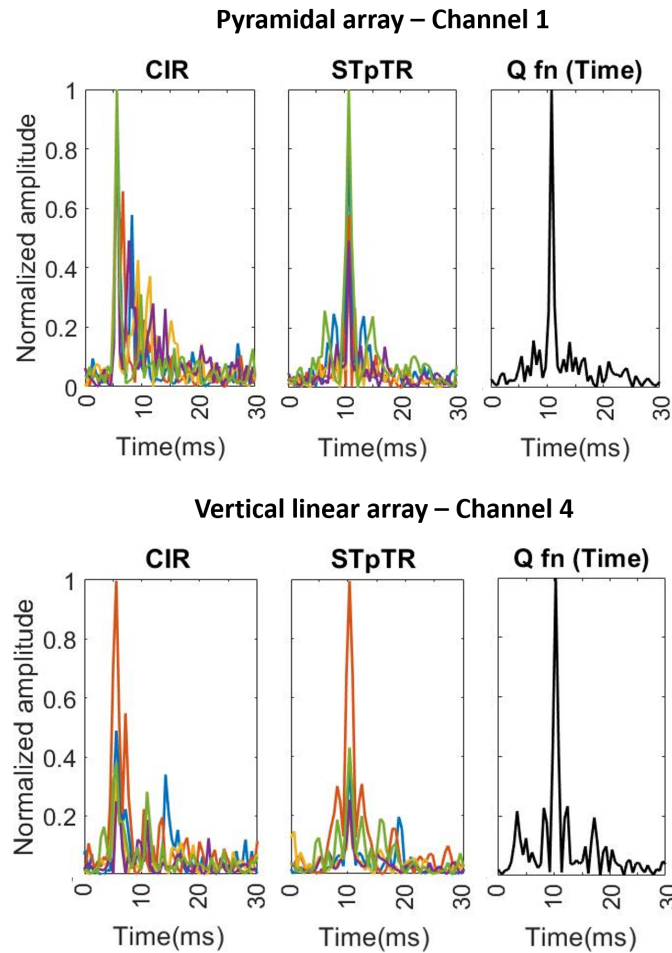 Pyramidal array – Channel 1
CIR STpTR Q fn (Time)
Normalized amplitude
1
0.8
0.6
0.4
0.2
0
0 10 20 30 0 10 20 30 0 10 20 30
Time(ms) Time(ms) Time(ms)
Vertical linear array – Channel 4
CIR STpTR Q fn (Time)
Normalized amplitude
1
0.8
0.6
0.4
0.2
0 10 20 30 0 10 20 30 0 10 20 30
Time(ms) Time(ms) Time(ms)